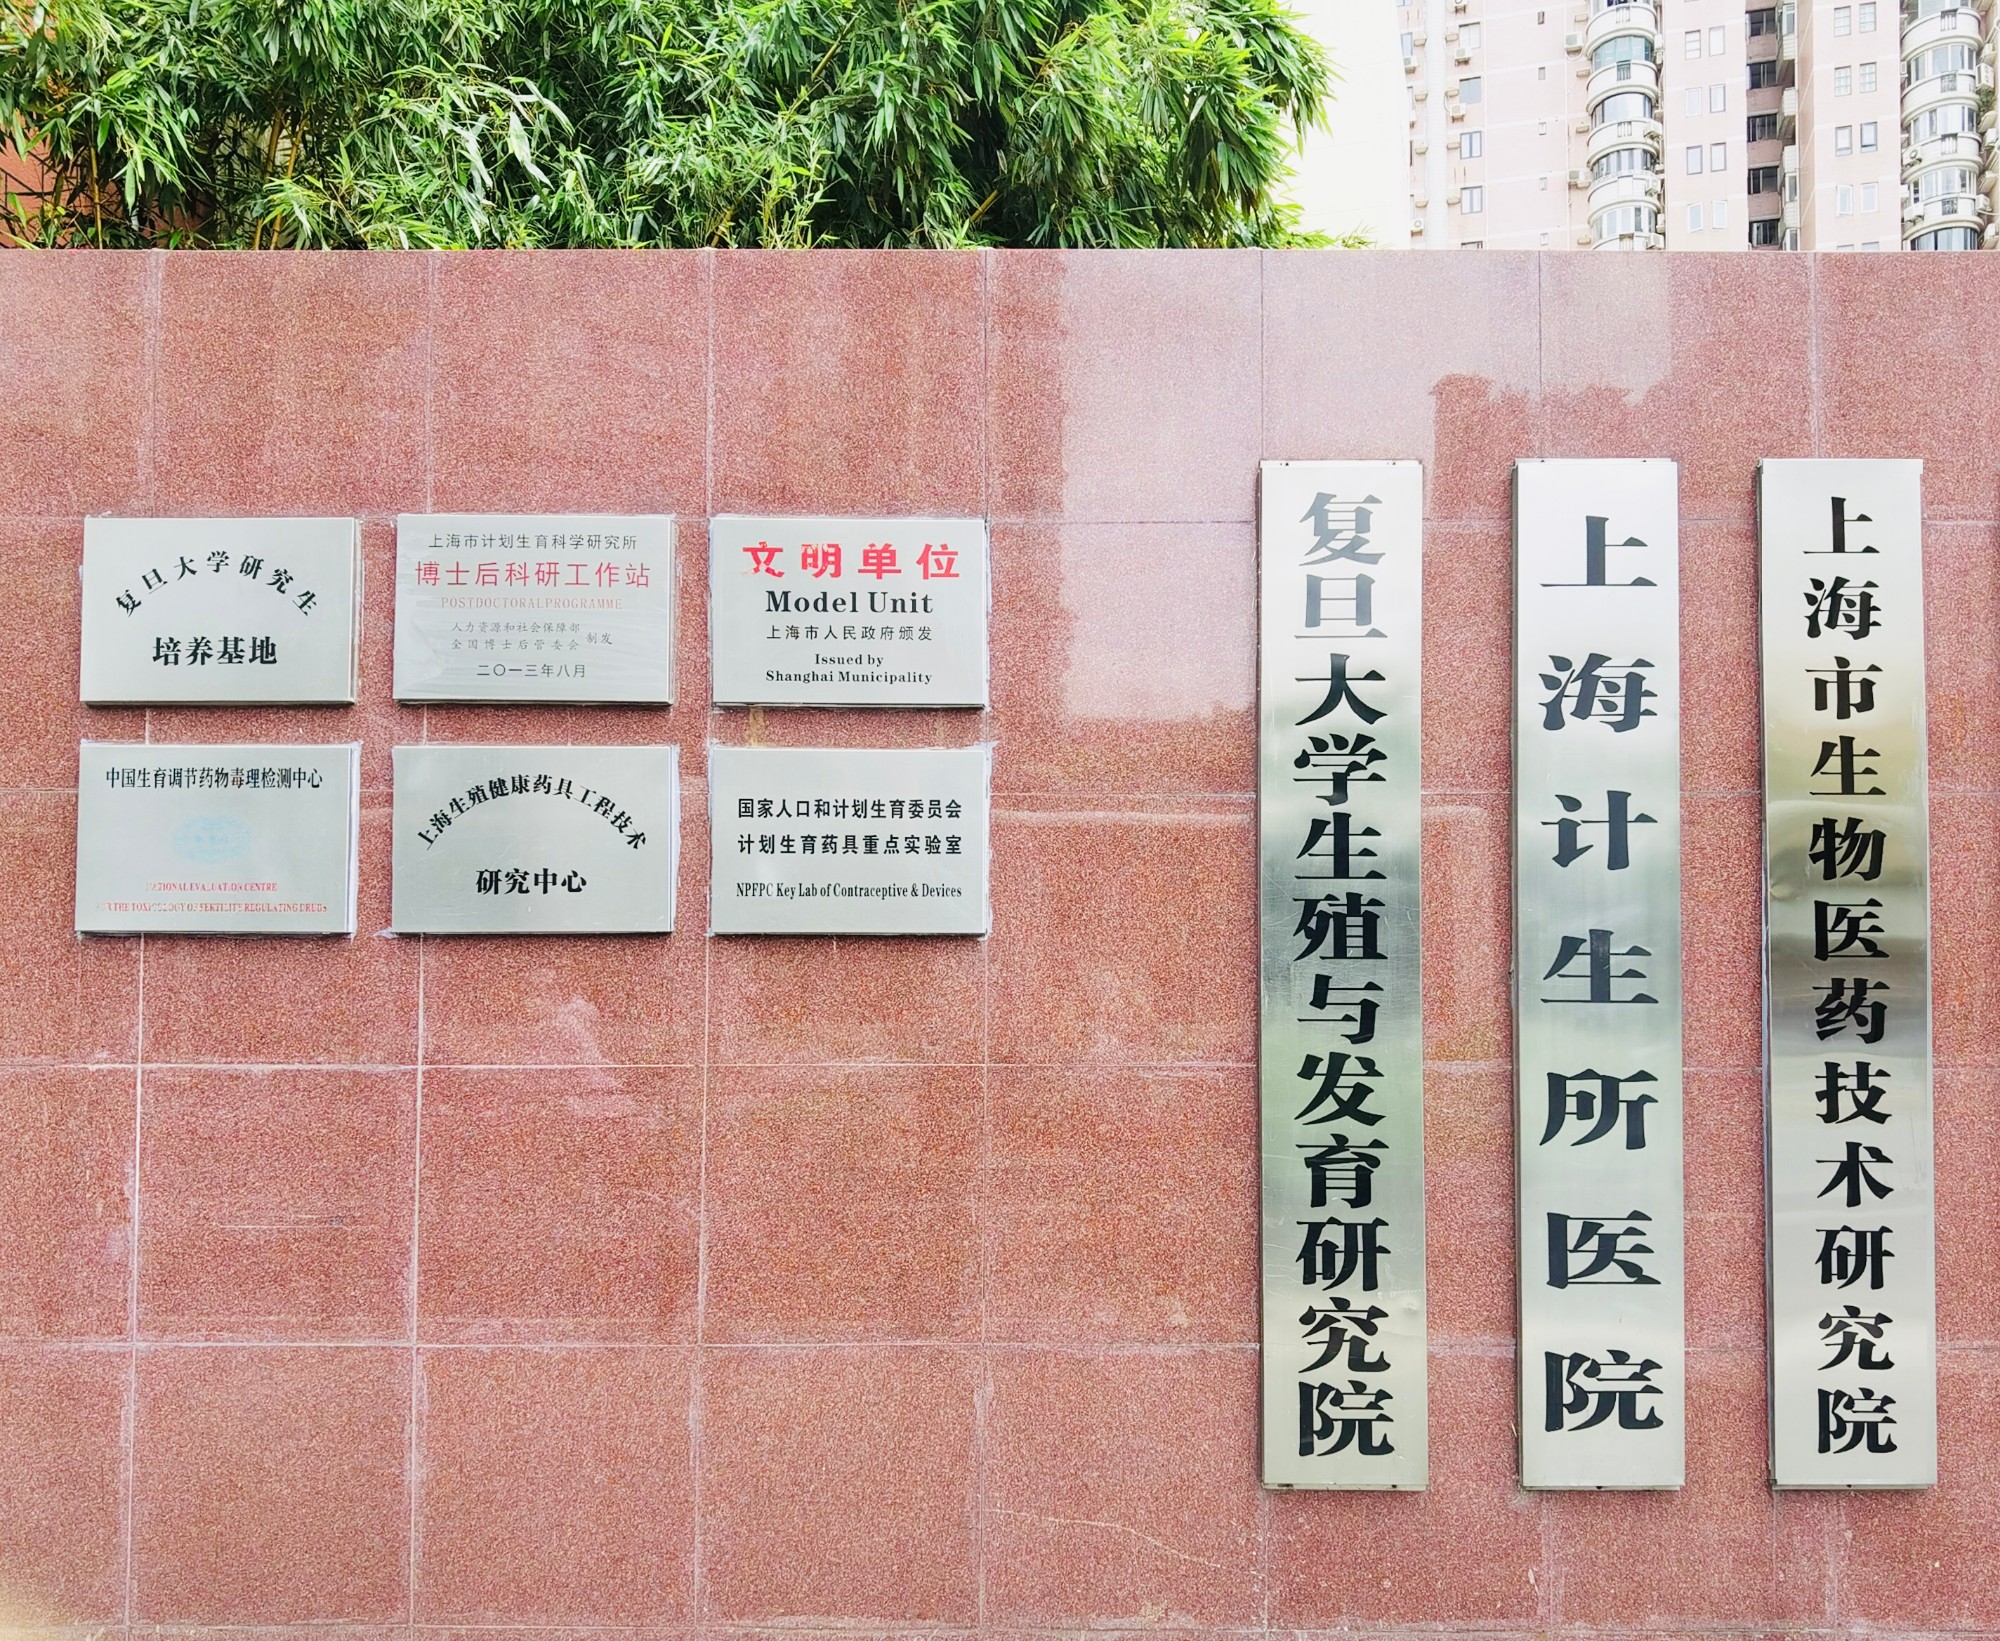 复旦大学研究生
培养基地
上海市计划生育科学研究所
博士后科研工作站
POSTDOCTORALPROGRAMME
人力资源和社会保障部
全国博士后管委会
制发
二〇一三年八月
文明单位
Model Unit
上海市人民政府颁发
Issued by
Shanghai Municipality
中国生育调节药物毒理检测中心
EVALUATION CENTRE
THE TOXICOLOGY OF FERTILITY REGULATING DRUGS
上海生殖健康药具工程技术
研究中心
国家人口和计划生育委员会
计划生育药具重点实验室
NPFPC Key Lab of Contraceptive & Devices
复旦大学生殖与发育研究院
上海计生所医院
上海市生物医药技术研究院